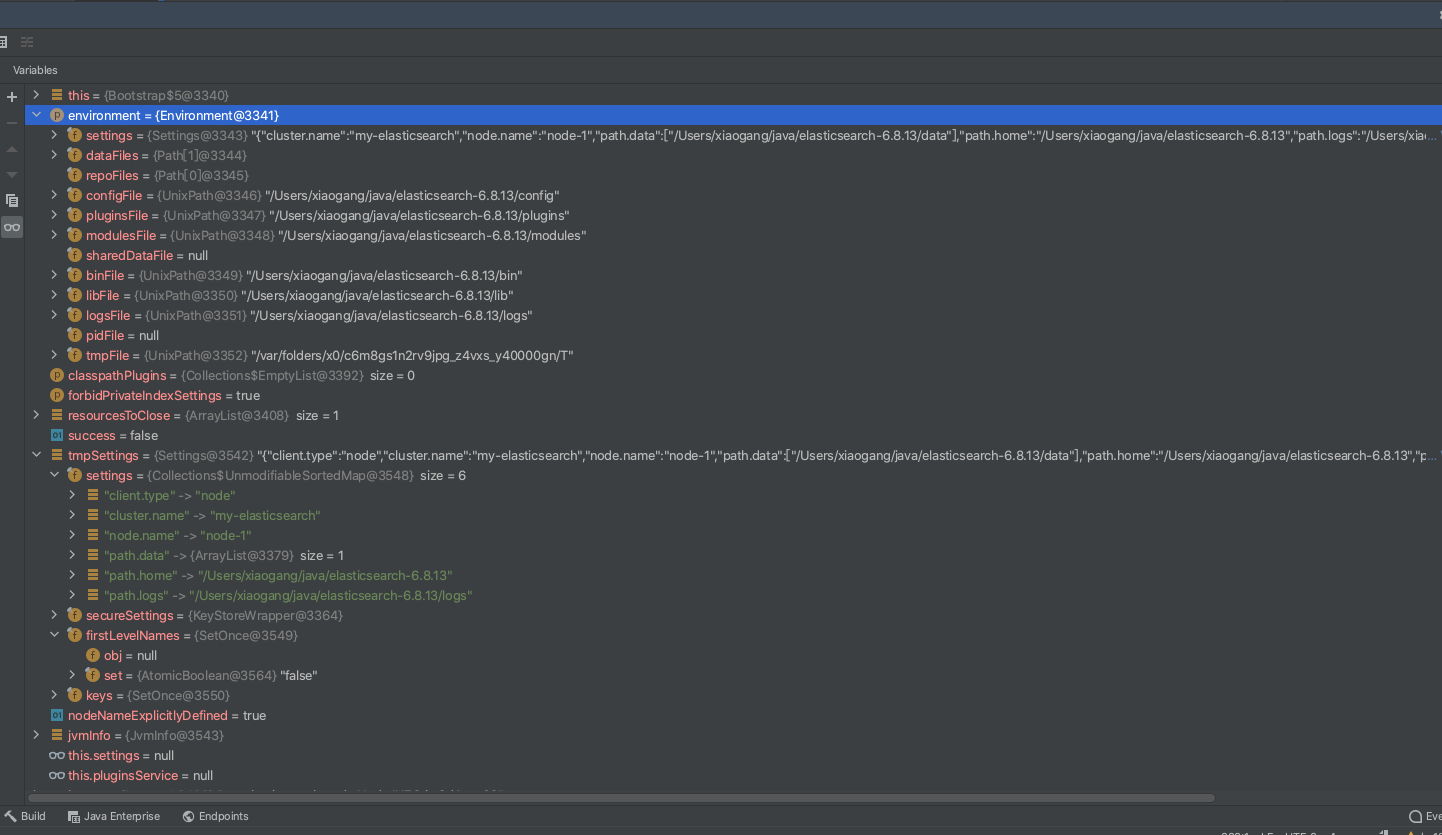 Variables
this = {Bootstrap$5@3340}
environment = {Environment@3341}
settings = {Settings@3343} "{"cluster.name":"my-elasticsearch","node.name":"node-1","path.data":["/Users/xiaogang/java/elasticsearch-6.8.13/data"],"path.home":"/Users/xiaogang/java/elasticsearch-6.8.13","path.logs":"/Users/xia...
dataFiles = {Path[1]@3344}
repoFiles = {Path[0]@3345}
configFile = {UnixPath@3346} "/Users/xiaogang/java/elasticsearch-6.8.13/config"
pluginsFile = {UnixPath@3347} "/Users/xiaogang/java/elasticsearch-6.8.13/plugins"
modulesFile = {UnixPath@3348} "/Users/xiaogang/java/elasticsearch-6.8.13/modules"
sharedDataFile = null
binFile = {UnixPath@3349} "/Users/xiaogang/java/elasticsearch-6.8.13/bin"
libFile = {UnixPath@3350} "/Users/xiaogang/java/elasticsearch-6.8.13/lib"
logsFile = {UnixPath@3351} "/Users/xiaogang/java/elasticsearch-6.8.13/logs"
pidFile = null
tmpFile = {UnixPath@3352} "/var/folders/x0/c6m8gs1n2rv9jpg_z4vxs_y40000gn/T"
classpathPlugins = {Collections$EmptyList@3392} size = 0
forbidPrivateIndexSettings = true
resourcesToClose = {ArrayList@3408} size = 1
success = false
tmpSettings = {Settings@3542} "{"client.type":"node","cluster.name":"my-elasticsearch","node.name":"node-1","path.data":["/Users/xiaogang/java/elasticsearch-6.8.13/data"],"path.home":"/Users/xiaogang/java/elasticsearch-6.8.13","p...
settings = {Collections$UnmodifiableSortedMap@3548} size = 6
"client.type" -> "node"
"cluster.name" -> "my-elasticsearch"
"node.name" -> "node-1"
"path.data" -> {ArrayList@3379} size = 1
"path.home" -> "/Users/xiaogang/java/elasticsearch-6.8.13"
"path.logs" -> "/Users/xiaogang/java/elasticsearch-6.8.13/logs"
secureSettings = {KeyStoreWrapper@3364}
firstLevelNames = {SetOnce@3549}
obj = null
set = {AtomicBoolean@3564} "false"
keys = {SetOnce@3550}
nodeNameExplicitlyDefined = true
jvmInfo = {JvmInfo@3543}
this.settings = null
this.pluginsService = null
Build Java Enterprise Endpoints Eve